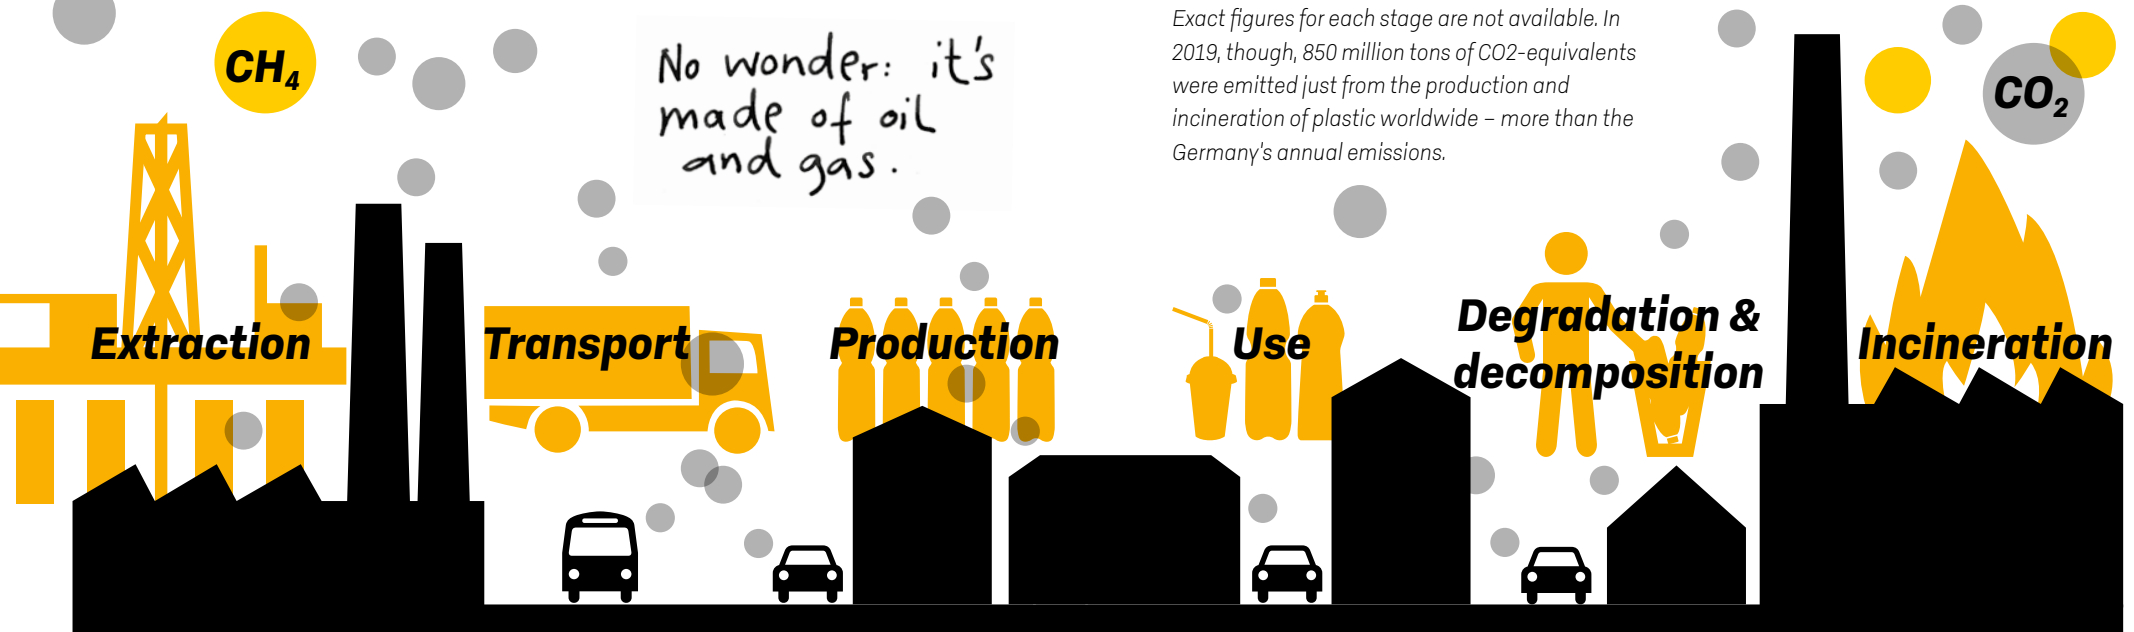 CH₄
No wonder: it's
made of oil
and gas.
Exact figures for each stage are not available. In
2019, though, 850 million tons of CO2-equivalents
were emitted just from the production and
incineration of plastic worldwide – more than the
Germany's annual emissions.
CO₂
Extraction
Transport
Production
Use
Degradation &
decomposition
Incineration